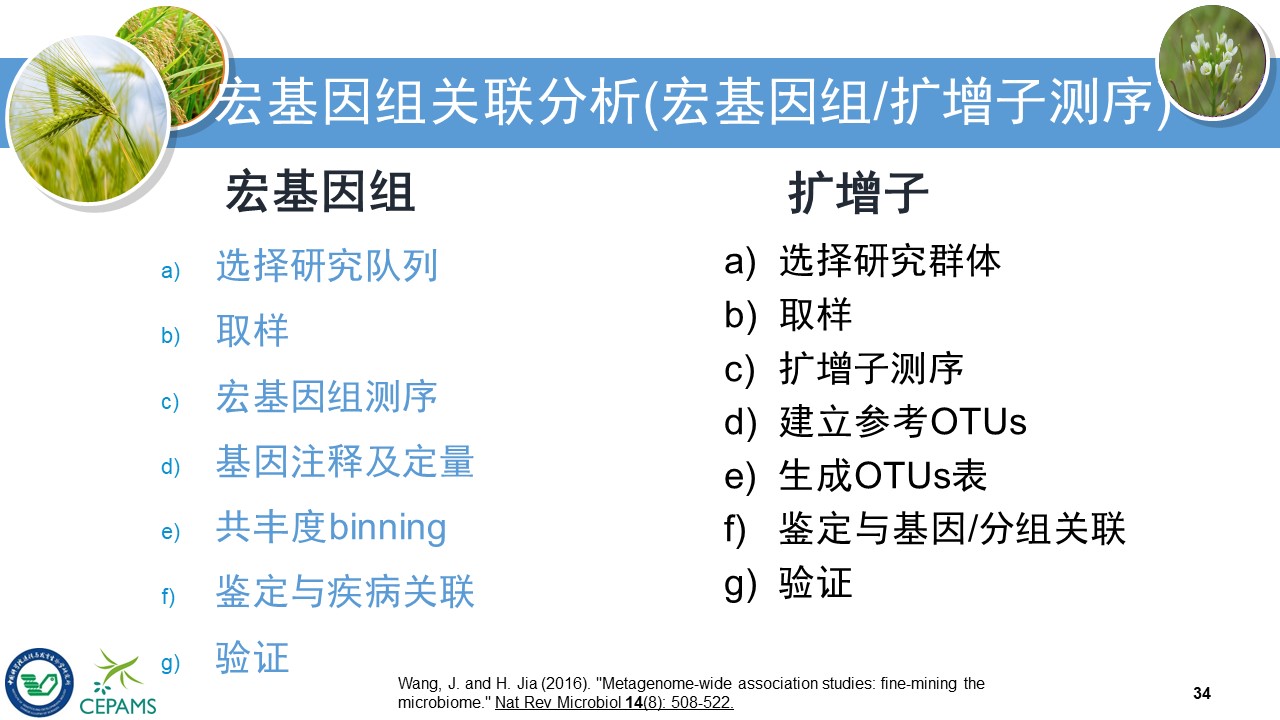 宏基因组关联分析(宏基因组/扩增子测序)
宏基因组
a) 选择研究队列
b) 取样
c) 宏基因组测序
d) 基因注释及定量
e) 共丰度binning
f) 鉴定与疾病关联
g) 验证
扩增子
a) 选择研究群体
b) 取样
c) 扩增子测序
d) 建立参考OTUs
e) 生成OTUs表
f) 鉴定与基因/分组关联
g) 验证
CEPAMS
Wang, J. and H. Jia (2016). "Metagenome-wide association studies: fine-mining the
microbiome." Nat Rev Microbiol 14(8): 508-522.
34